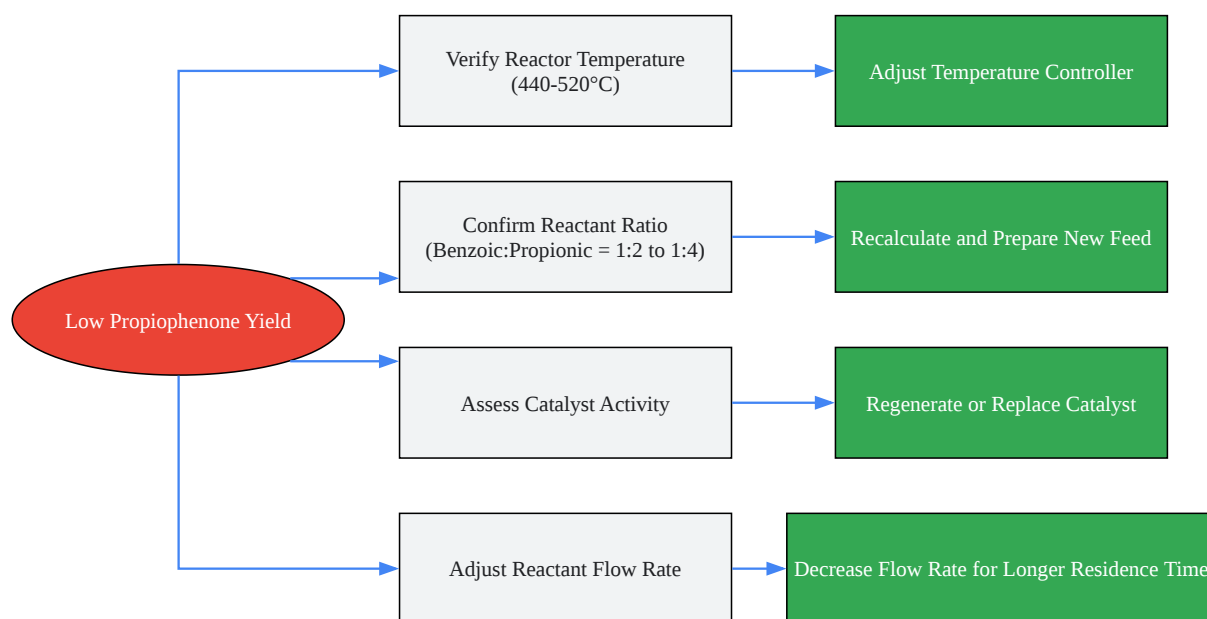 Verify Reactor Temperature
(440-520°C)
Adjust Temperature Controller
Confirm Reactant Ratio
(Benzoic:Propionic = 1:2 to 1:4)
Recalculate and Prepare New Feed
Low Propiophenone Yield
Assess Catalyst Activity
Regenerate or Replace Catalyst
Adjust Reactant Flow Rate
Decrease Flow Rate for Longer Residence Time